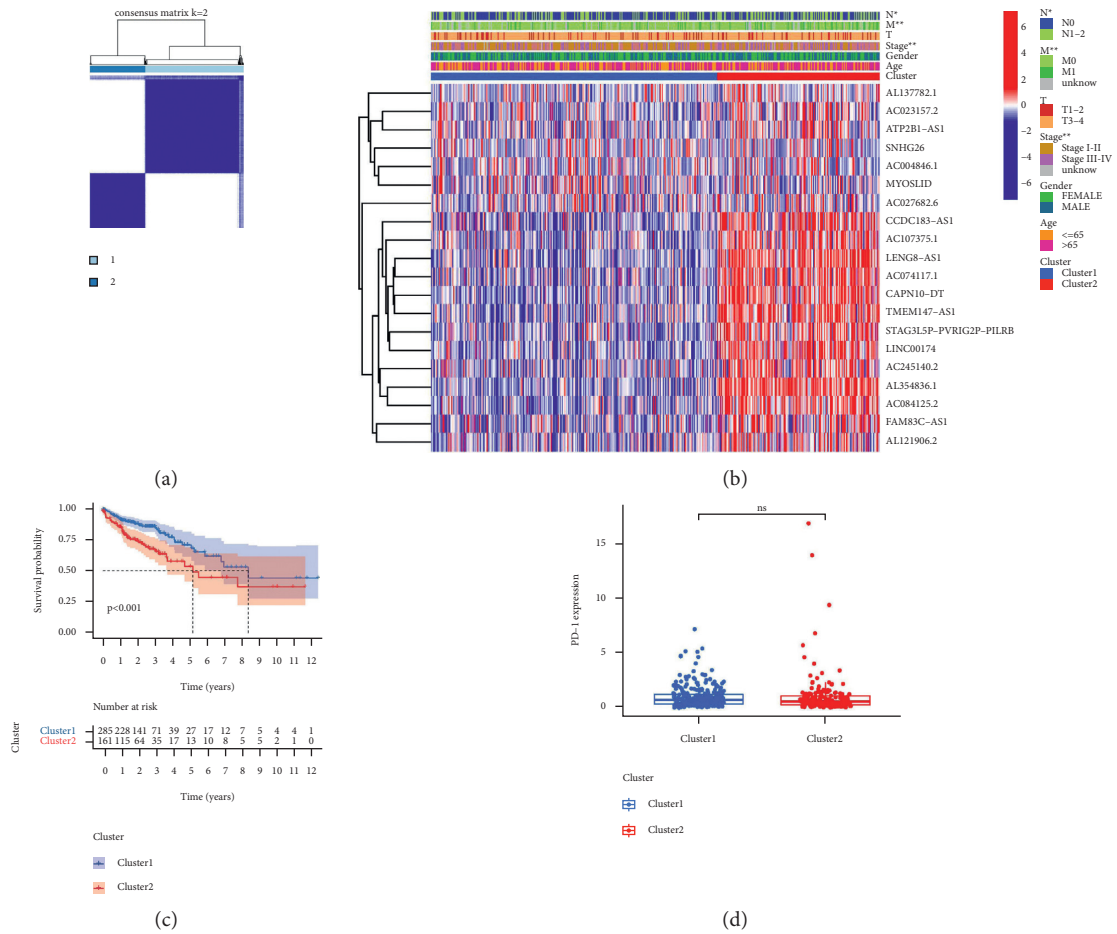 consensus matrix k=2
1
2
(a)
N*
M**
T
Stage**
Gender
Age
Cluster
AL137782.1
AC023157.2
ATP2B1−AS1
SNHG26
AC004846.1
MYOSLID
AC027682.6
CCDC183−AS1
AC107375.1
LENG8−AS1
AC074117.1
CAPN10−DT
TMEM147−AS1
STAG3L5P−PVRIG2P−PILRB
LINC00174
AC245140.2
AL354836.1
AC084125.2
FAM83C−AS1
AL121906.2
6
4
2
0
−2
−4
−6
N*
N0
N1−2
M**
M0
M1
unknow
T
T1−2
T3−4
Stage**
Stage I-II
Stage III-IV
unknow
Gender
FEMALE
MALE
Age
<=65
>65
Cluster
Cluster1
Cluster2
(b)
Survival probability
1.00
0.75
0.50
0.25
0.00
p<0.001
0 1 2 3 4 5 6 7 8 9 10 11 12
Time (years)
Number at risk
Cluster
Cluster1 285 228 141 71 39 27 17 12 7 5 4 4 1
Cluster2 161 115 64 35 17 13 10 8 5 5 2 1 0
0 1 2 3 4 5 6 7 8 9 10 11 12
Time (years)
Cluster
Cluster1
Cluster2
(c)
PD−1 expression
15
10
5
0
ns
Cluster1 Cluster2
Cluster
Cluster1
Cluster2
(d)